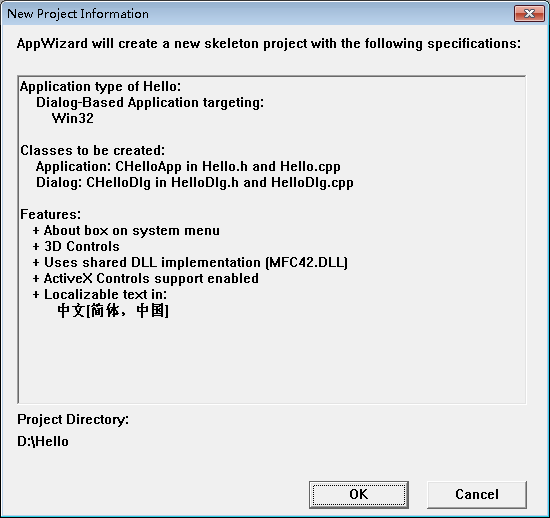 New Project Information
AppWizard will create a new skeleton project with the following specifications:
Application type of Hello:
Dialog-Based Application targeting:
Win32
Classes to be created:
Application: CHelloApp in Hello.h and Hello.cpp
Dialog: CHelloDlg in HelloDlg.h and HelloDlg.cpp
Features:
+ About box on system menu
+ 3D Controls
+ Uses shared DLL implementation (MFC42.DLL)
+ ActiveX Controls support enabled
+ Localizable text in:
中文[简体，中国]
Project Directory:
D:\Hello
OK
Cancel